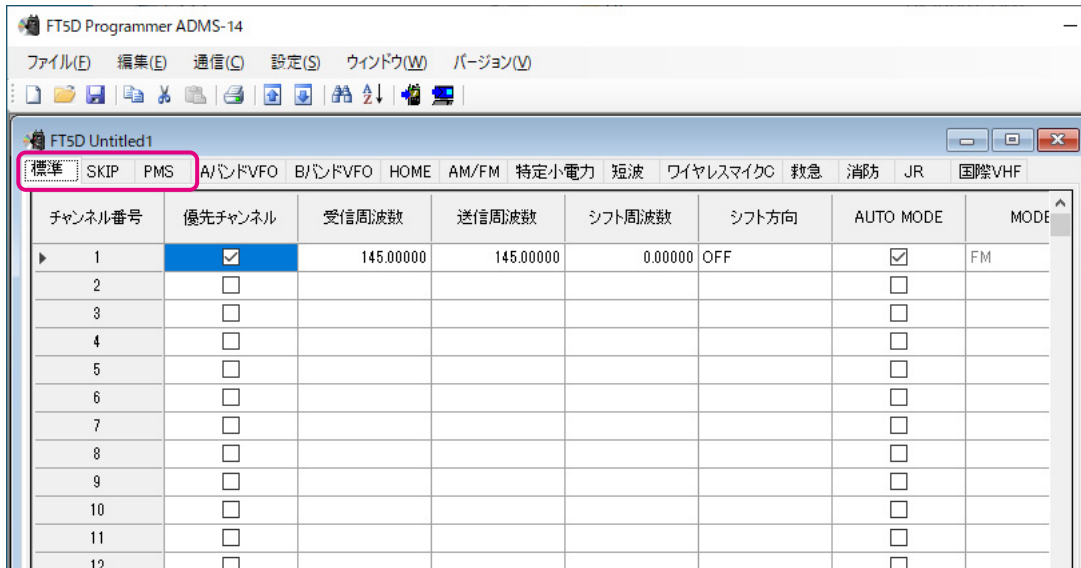 FT5D Programmer ADMS-14
ファイル(F) 編集(E) 通信(C) 設定(S) ウィンドウ(W) バージョン(V)
FT5D Untitled1
標準 SKIP PMS AバンドVFO BバンドVFO HOME AM/FM 特定小電力 短波 ワイヤレスマイクC 救急 消防 JR 国際VHF
チャンネル番号 優先チャンネル 受信周波数 送信周波数 シフト周波数 シフト方向 AUTO MODE MODE
1 145.00000 145.00000 0.00000 OFF FM
2
3
4
5
6
7
8
9
10
11
12